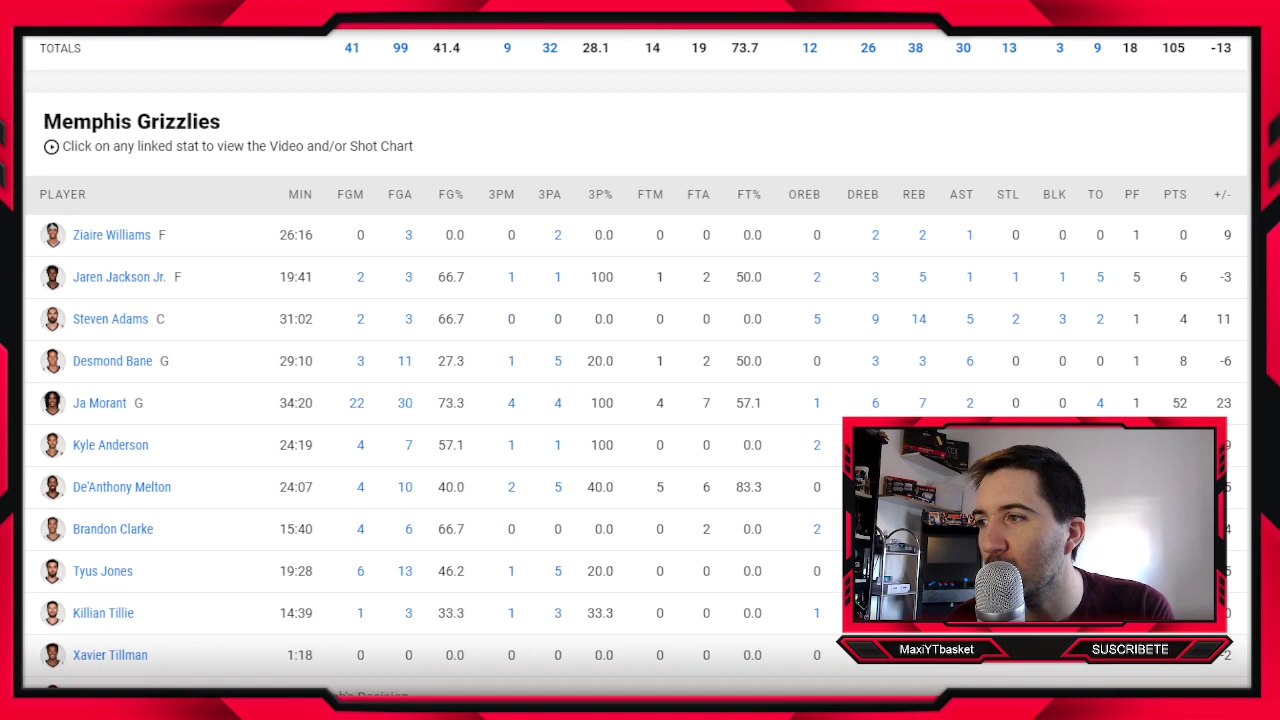 TOTALS 41 99 41.4 9 32 28.1 14 19 73.7 12 26 38 30 13 3 9 18 105 -13
Memphis Grizzlies
Click on any linked stat to view the Video and/or Shot Chart
PLAYER MIN FGM FGA FG% 3PM 3PA 3P% FTM FTA FT% OREB DREB REB AST STL BLK TO PF PTS +/-
Ziaire Williams F 26:16 0 3 0.0 0 2 0.0 0 0 0.0 0 2 2 1 0 0 0 1 0 9
Jaren Jackson Jr. F 19:41 2 3 66.7 1 1 100 1 2 50.0 2 3 5 1 1 1 5 5 6 -3
Steven Adams C 31:02 2 3 66.7 0 0 0.0 0 0 0.0 5 9 14 5 2 3 2 1 4 11
Desmond Bane G 29:10 3 11 27.3 1 5 20.0 1 2 50.0 0 3 3 6 0 0 0 1 8 -6
Ja Morant G 34:20 22 30 73.3 4 4 100 4 7 57.1 1 6 7 2 0 0 4 1 52 23
Kyle Anderson 24:19 4 7 57.1 1 1 100 0 0 0.0 2
De'Anthony Melton 24:07 4 10 40.0 2 5 40.0 5 6 83.3 0
Brandon Clarke 15:40 4 6 66.7 0 0 0.0 0 2 0.0 2
Tyus Jones 19:28 6 13 46.2 1 5 20.0 0 0 0.0 0
Killian Tillie 14:39 1 3 33.3 1 3 33.3 0 0 0.0 1
Xavier Tillman 1:18 0 0 0.0 0 0 0.0 0 0 0.0 0 -2
MaxiYTbasket SUSCRIBETE